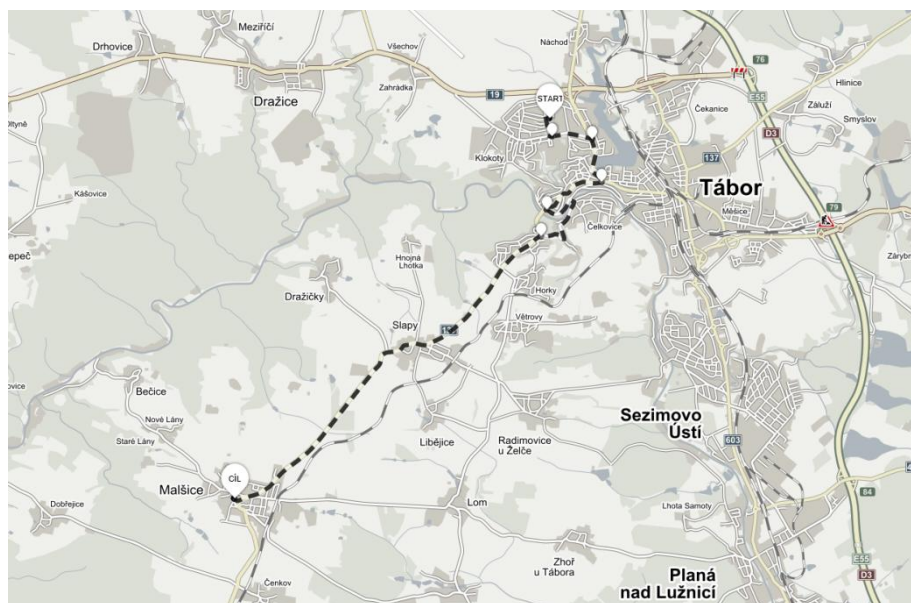 Meziříčí
Drhovice
Všechov
Náchod
76
Zahrádka
19
START
E55
Hlinice
Dražice
Čekanice
Záluží
Smyslov
Klokoty
D3
137
Tábor
Kášovice
Měšice
79
Čelkovice
Zárybn
Hnojná
Lhotka
Dražičky
Horky
Slapy
Větrovy
Bečice
Nové Lány
Sezimovo
Ústí
Staré Lány
Libějice
Radimovice
u Želče
603
CÍL
Malšice
84
Dobřejice
Lom
Lhota Samoty
Zhoř
u Tábora
E55
Planá
nad Lužnicí
D3
Čenkov